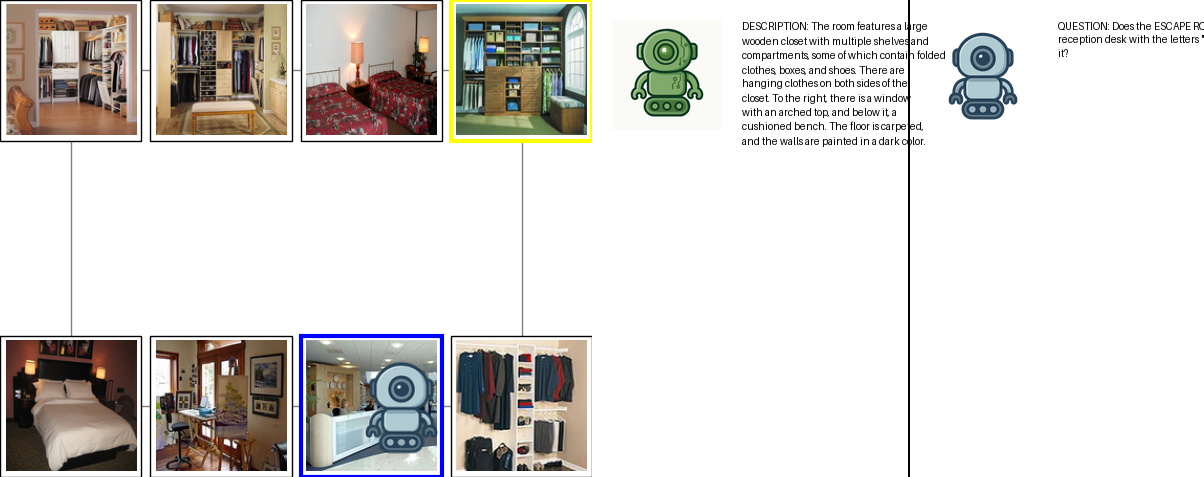 DESCRIPTION: The room features a large
wooden closet with multiple shelves and
compartments, some of which contain folded
clothes, boxes, and shoes. There are
hanging clothes on both sides of the
closet. To the right, there is a window
with an arched top, and below it, a
cushioned bench. The floor is carpeted,
and the walls are painted in a dark color.
QUESTION: Does the ESCAPE RO
reception desk with the letters "
it?